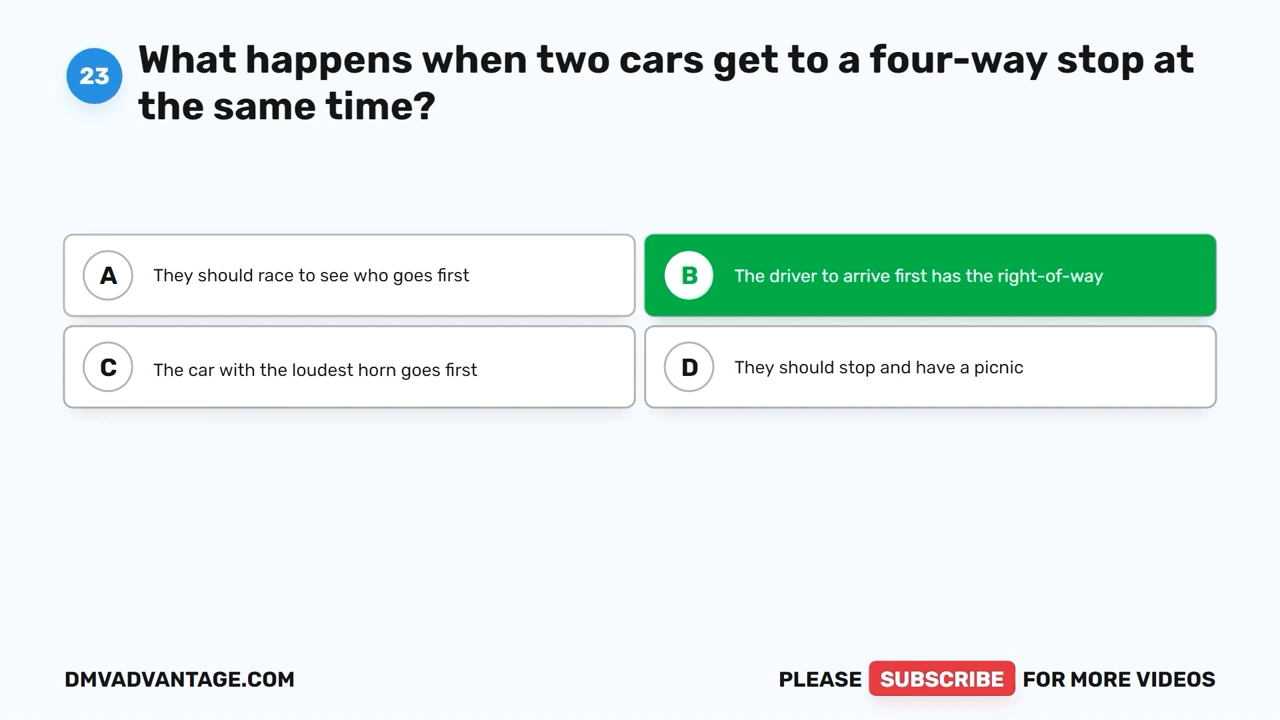 23
What happens when two cars get to a four-way stop at
the same time?
A They should race to see who goes first
B The driver to arrive first has the right-of-way
C The car with the loudest horn goes first
D They should stop and have a picnic
DMVADVANTAGE.COM
PLEASE SUBSCRIBE FOR MORE VIDEOS